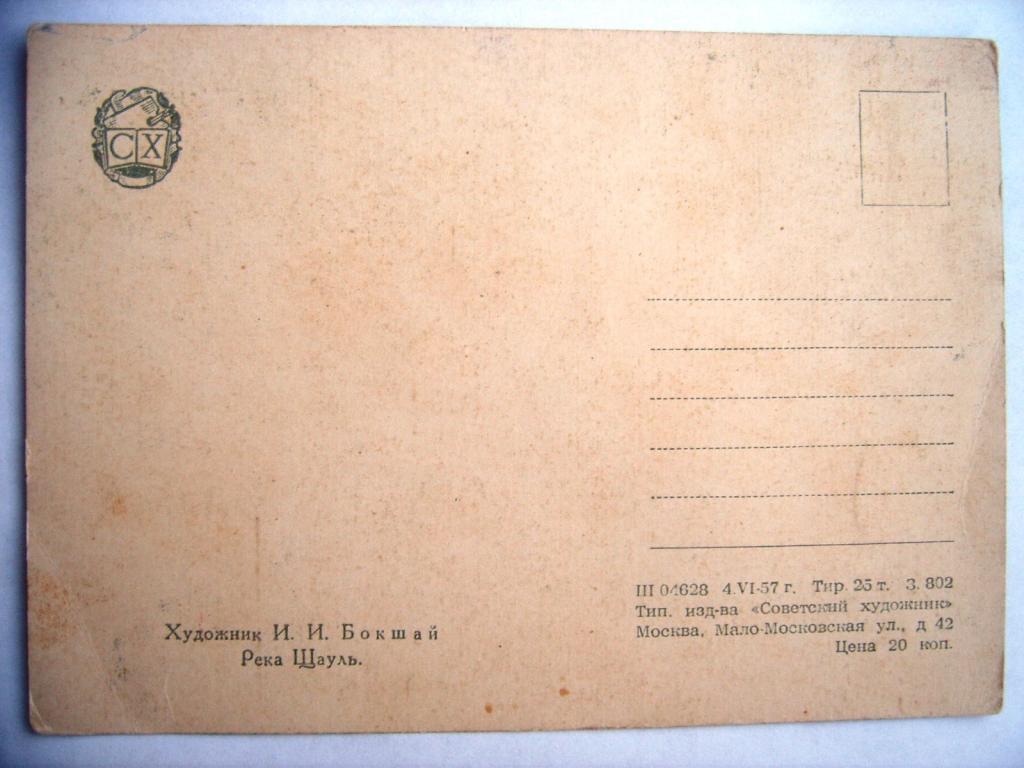 СХ
Художник И. И. Бокшай
Река Щауль.
Ш 04628 4.VI-57 г. Тир. 25 т. З. 802
Тип. изд-ва «Советский художник»
Москва, Мало-Московская ул., д 42
Цена 20 коп.